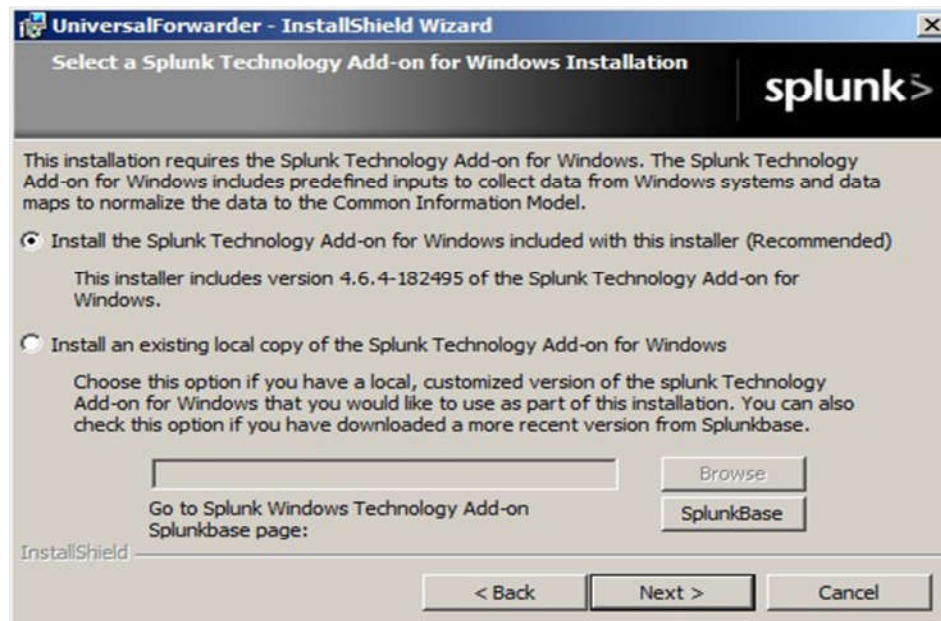 UniversalForwarder - InstallShield Wizard
Select a Splunk Technology Add-on for Windows Installation
splunk>
This installation requires the Splunk Technology Add-on for Windows. The Splunk Technology
Add-on for Windows includes predefined inputs to collect data from Windows systems and data
maps to normalize the data to the Common Information Model.
Install the Splunk Technology Add-on for Windows included with this installer (Recommended)
This installer includes version 4.6.4-182495 of the Splunk Technology Add-on for
Windows.
Install an existing local copy of the Splunk Technology Add-on for Windows
Choose this option if you have a local, customized version of the splunk Technology
Add-on for Windows that you would like to use as part of this installation. You can also
check this option if you have downloaded a more recent version from Splunkbase.
Browse
Go to Splunk Windows Technology Add-on
Splunkbase page:
SplunkBase
InstallShield
< Back
Next >
Cancel